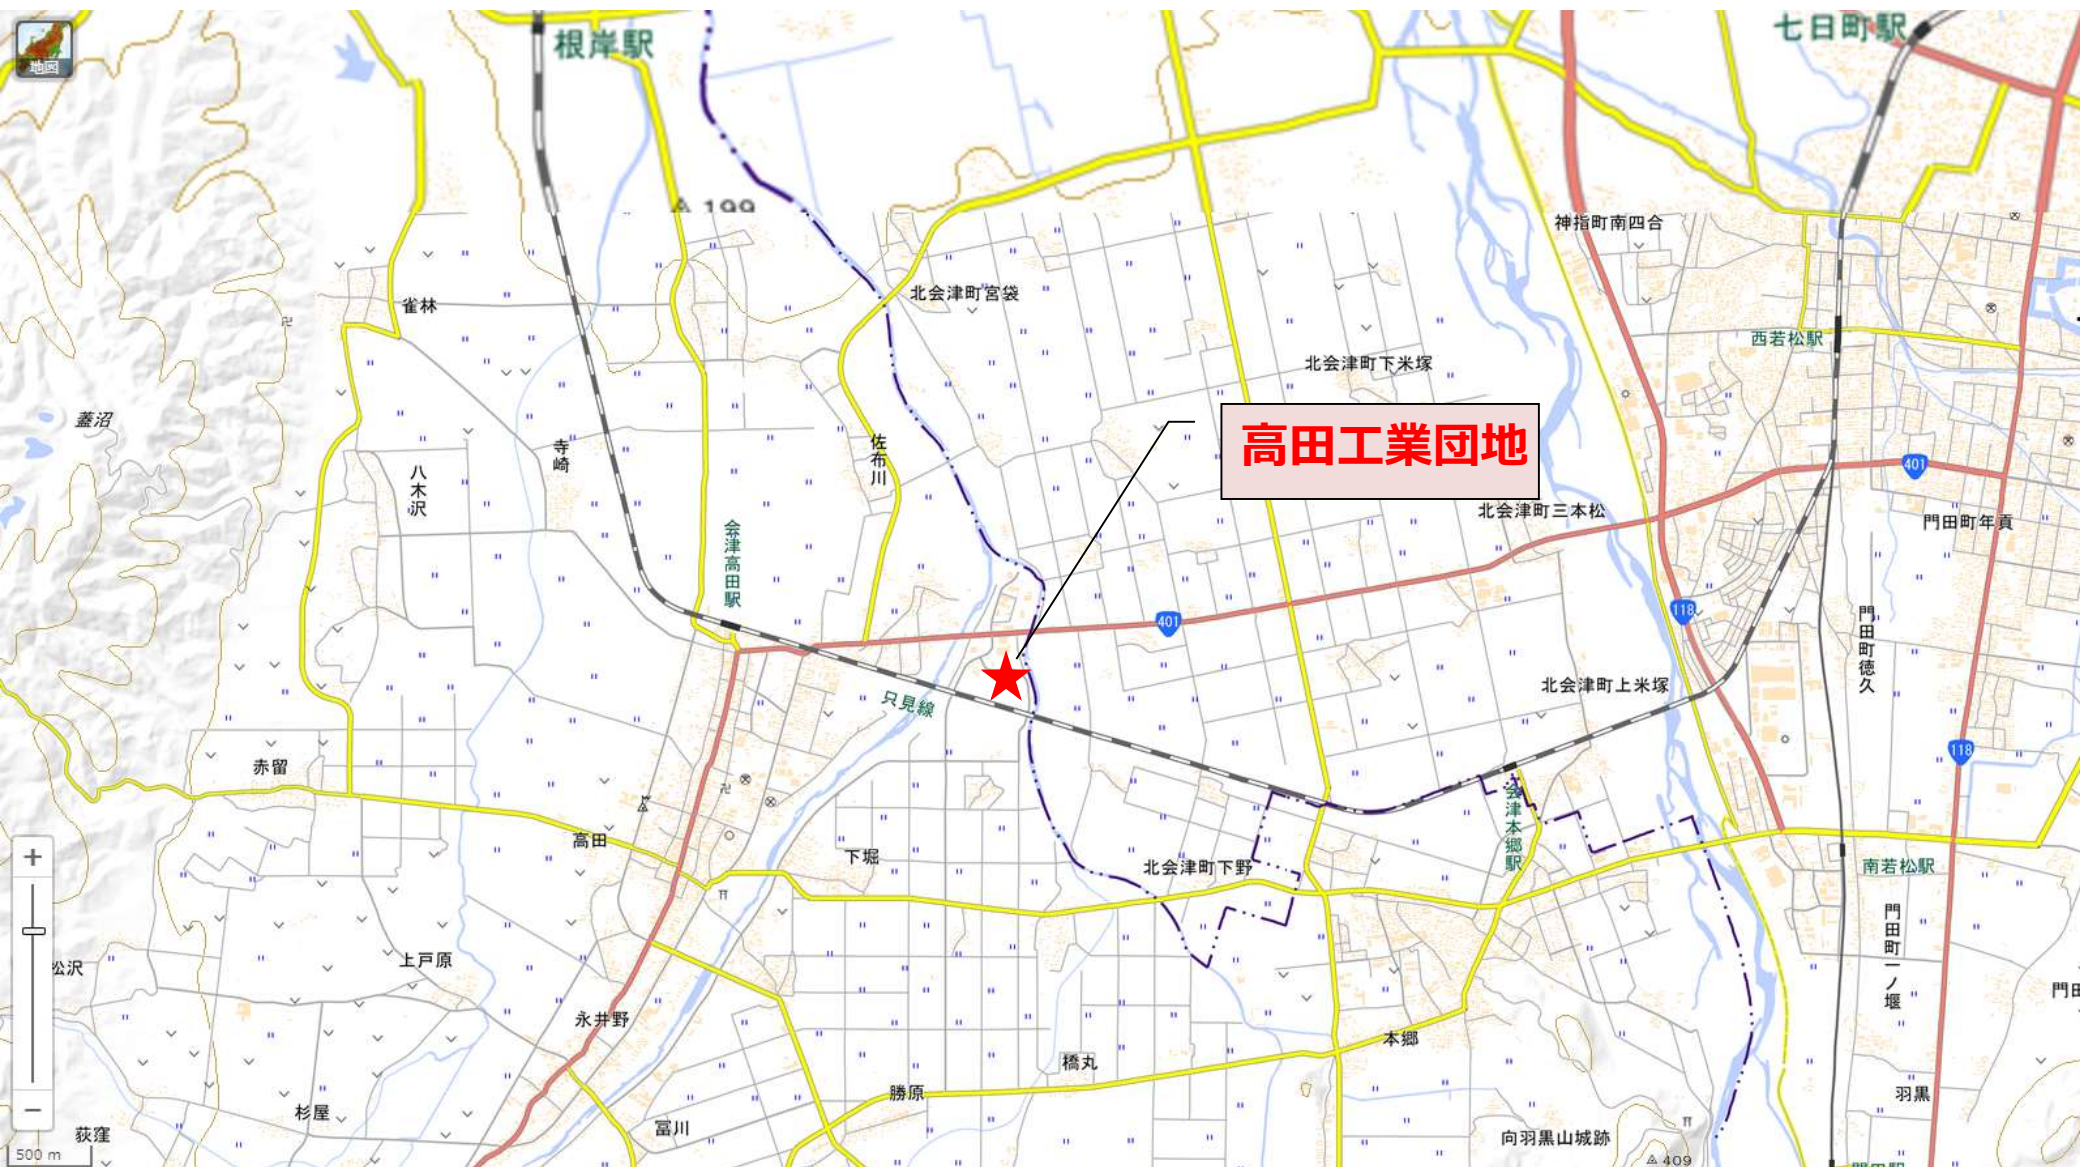 地図
根岸駅
七日町駅
199
神指町南四合
北会津町宮袋
雀林
西若松駅
北会津町下米塚
蓋沼
高田工業団地
寺崎
佐布川
八木沢
401
北会津町三本松
門田町年貢
会津高田駅
401
118
門田町徳久
北会津町上米塚
只見線
118
赤留
会津本郷駅
高田
下堀
北会津町下野
南若松駅
門田町一ノ堰
松沢
上戸原
門田
永井野
本郷
橋丸
勝原
羽黒
杉屋
冨川
荻窪
向羽黒山城跡
500 m
409